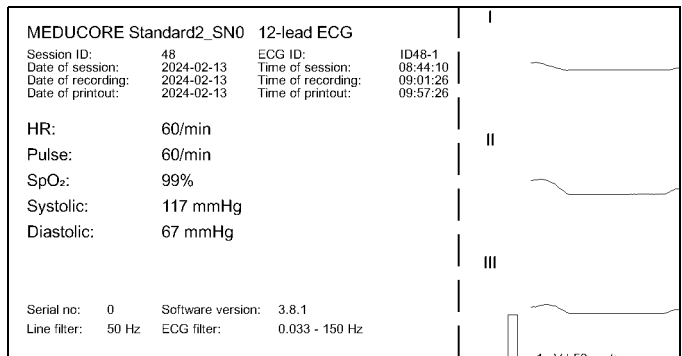 MEDUCORE Standard2_SN0 12-lead ECG
Session ID: 48 ECG ID: ID48-1
Date of session: 2024-02-13 Time of session: 08:44:10
Date of recording: 2024-02-13 Time of recording: 09:01:26
Date of printout: 2024-02-13 Time of printout: 09:57:26
HR: 60/min
Pulse: 60/min
SpO₂: 99%
Systolic: 117 mmHg
Diastolic: 67 mmHg
Serial no: 0 Software version: 3.8.1
Line filter: 50 Hz ECG filter: 0.033 - 150 Hz
I
II
III